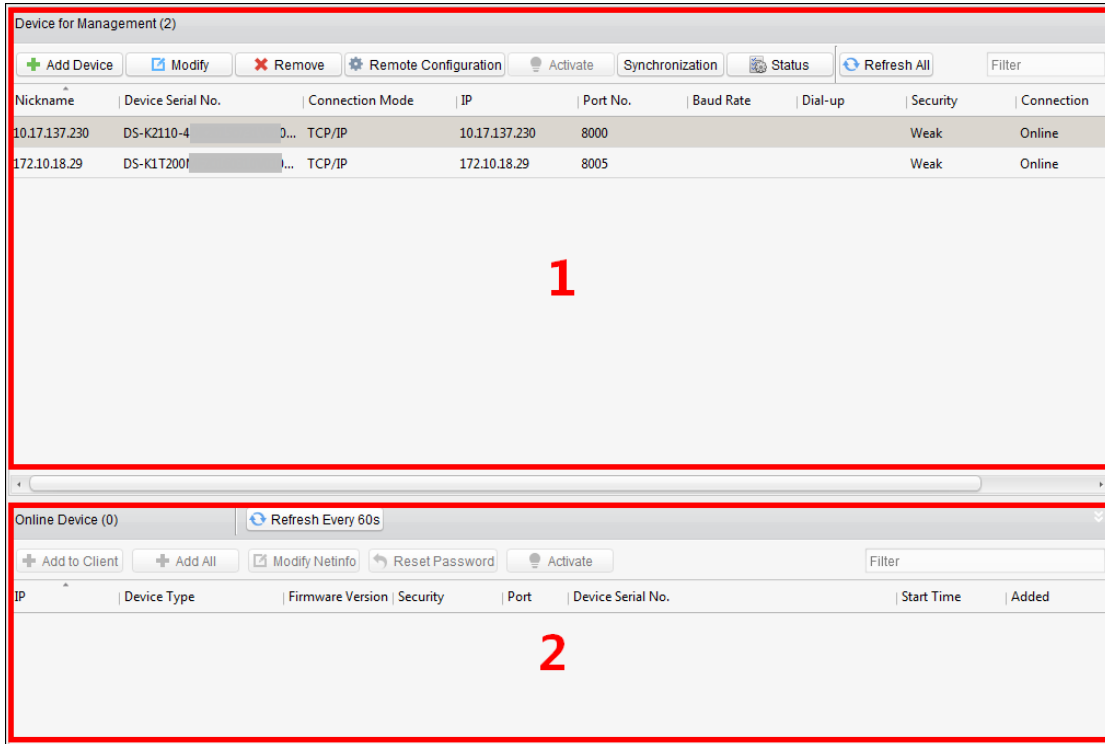 Device for Management (2)
Add Device Modify Remove Remote Configuration Activate Synchronization Status Refresh All Filter
Nickname Device Serial No. Connection Mode IP Port No. Baud Rate Dial-up Security Connection
10.17.137.230 DS-K2110-4 0... TCP/IP 10.17.137.230 8000 Weak Online
172.10.18.29 DS-K1T200 ... TCP/IP 172.10.18.29 8005 Weak Online
1
Online Device (0) Refresh Every 60s
Add to Client Add All Modify Netinfo Reset Password Activate Filter
IP Device Type Firmware Version Security Port Device Serial No. Start Time Added
2